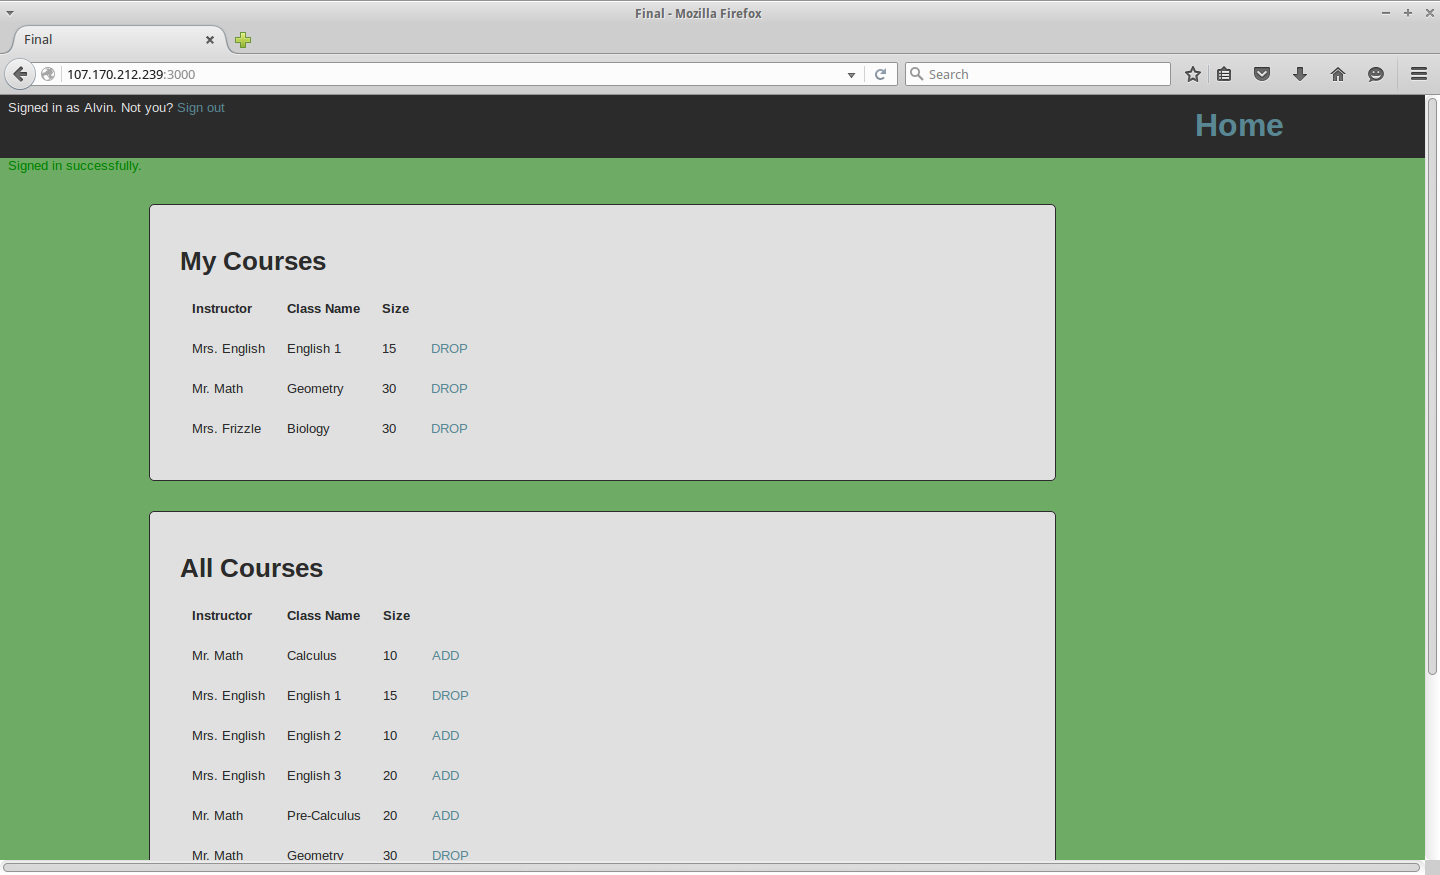 Final - Mozilla Firefox
Final
107.170.212.239:3000
Search
Signed in as Alvin. Not you? Sign out
Home
Signed in successfully.
My Courses
Instructor Class Name Size
Mrs. English English 1 15 DROP
Mr. Math Geometry 30 DROP
Mrs. Frizzle Biology 30 DROP
All Courses
Instructor Class Name Size
Mr. Math Calculus 10 ADD
Mrs. English English 1 15 DROP
Mrs. English English 2 10 ADD
Mrs. English English 3 20 ADD
Mr. Math Pre-Calculus 20 ADD
Mr. Math Geometry 30 DROP